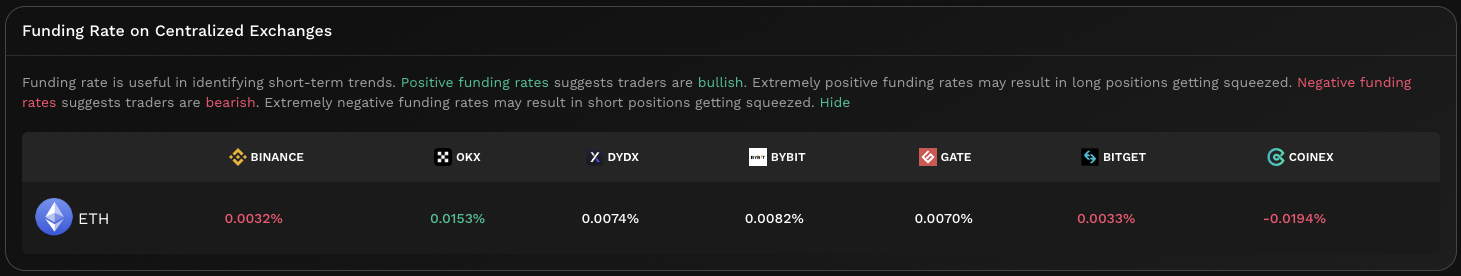 Funding Rate on Centralized Exchanges
Funding rate is useful in identifying short-term trends. Positive funding rates suggests traders are bullish. Extremely positive funding rates may result in long positions getting squeezed. Negative funding
rates suggests traders are bearish. Extremely negative funding rates may result in short positions getting squeezed. Hide
BINANCE OKX DYDX BYBIT BYBIT GATE BITGET COINEX
ETH 0.0032% 0.0153% 0.0074% 0.0082% 0.0070% 0.0033% -0.0194%